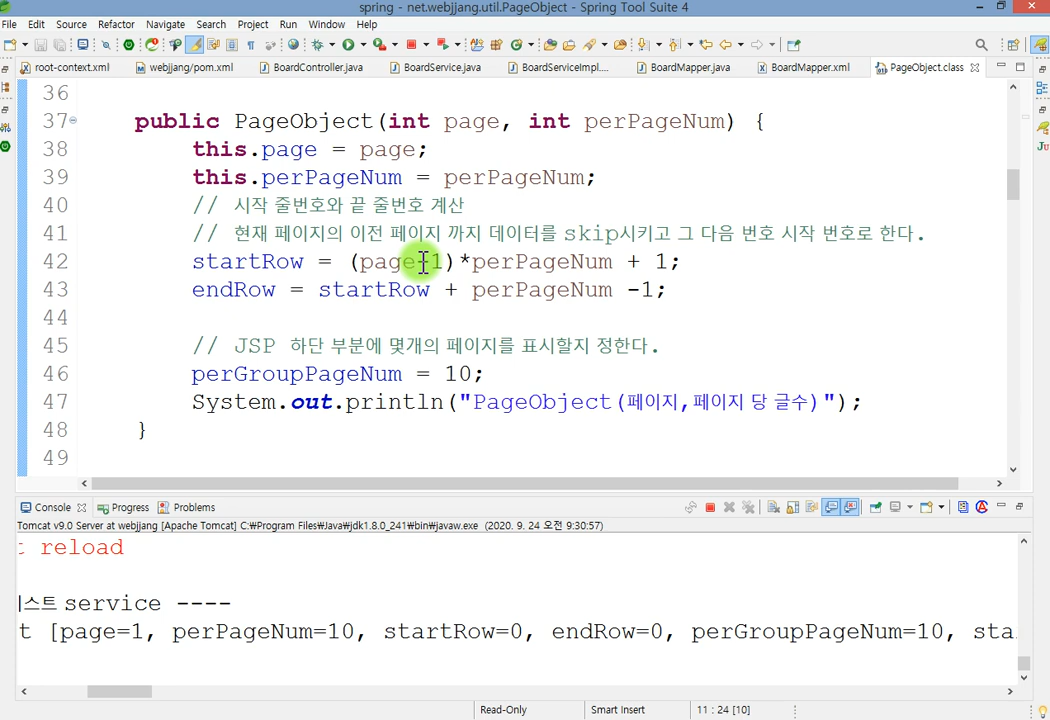 spring - net.webjjang.util.PageObject - Spring Tool Suite 4
File Edit Source Refactor Navigate Search Project Run Window Help
root-context.xml webjjang/pom.xml BoardController.java BoardService.java BoardServiceImpl.... BoardMapper.java BoardMapper.xml PageObject.class
36
37 public PageObject(int page, int perPageNum) {
38 this.page = page;
39 this.perPageNum = perPageNum;
40 // 시작 줄번호와 끝 줄번호 계산
41 // 현재 페이지의 이전 페이지 까지 데이터를 skip시키고 그 다음 번호 시작 번호로 한다.
42 startRow = (page-1)*perPageNum + 1;
43 endRow = startRow + perPageNum -1;
44
45 // JSP 하단 부분에 몇개의 페이지를 표시할지 정한다.
46 perGroupPageNum = 10;
47 System.out.println("PageObject(페이지,페이지 당 글수)");
48 }
49
Console Progress Problems
Tomcat v9.0 Server at webjjang [Apache Tomcat] C:₩Program Files₩Java₩jdk1.8.0_241₩bin₩javaw.exe (2020. 9. 24 오전 9:30:57)
t reload
스트 service ----
t [page=1, perPageNum=10, startRow=0, endRow=0, perGroupPageNum=10, sta
Read-Only Smart Insert 11 : 24 [10]